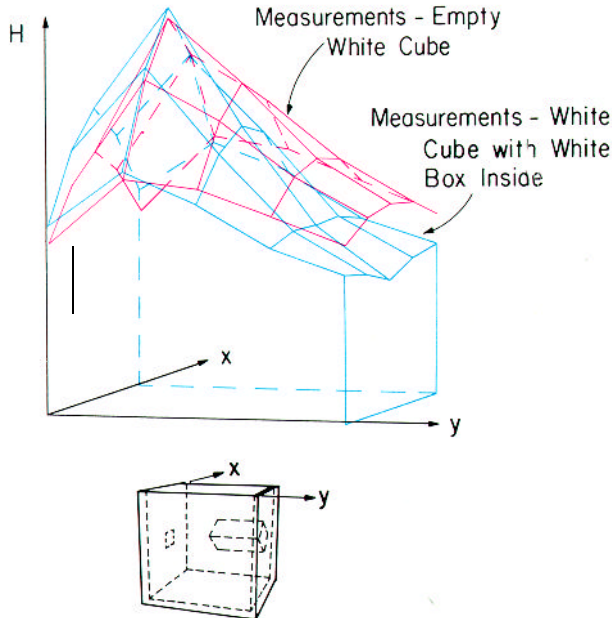 H
Measurements - Empty
White Cube
Measurements - White
Cube with White
Box Inside
x
y
x
y